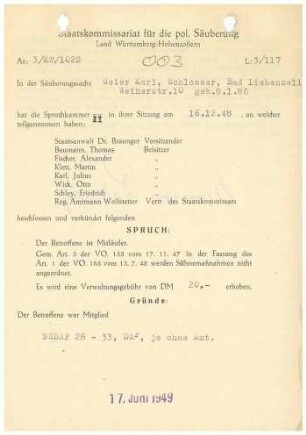 Staatskommissariat für die pol. Säuberung
Land Württemberg-Hohenzollern
Az: 3/KW/1022
003
L:3/117
In der Säuberungssache: Geier Karl, Schlosser, Bad Liebenzell
Weiherstr.10 geb.8.1.86
hat die Spruchkammer II in ihrer Sitzung am 16.12.48, an welcher
teilgenommen haben:
Staatsanwalt Dr. Vorsitzender
Baumann, Thomas Beisitzer
Fischer, Alexander „
Klett, Martin „
Karl, Julius „
Wick, Otto „
Schley, Friedrich „
Reg. Amtmann Wollstetter Vertr. des Staatskommissars
beschlossen und verkündet folgenden
SPRUCH:
Der Betroffene ist Mitläufer.
Gem. Art. 3 der VO. 138 vom 17. 11. 47 in der Fassung des
Art. 1 der VO. 165 vom 13. 7. 48 werden Sühnemaßnahmen nicht
angeordnet.
Es wird eine Verwaltungsgebühr von DM 20,- erhoben.
Gründe:
Der Betroffene war Mitglied
NSDAP 28 - 33, DAF, je ohne Amt.
17. Juni 1949